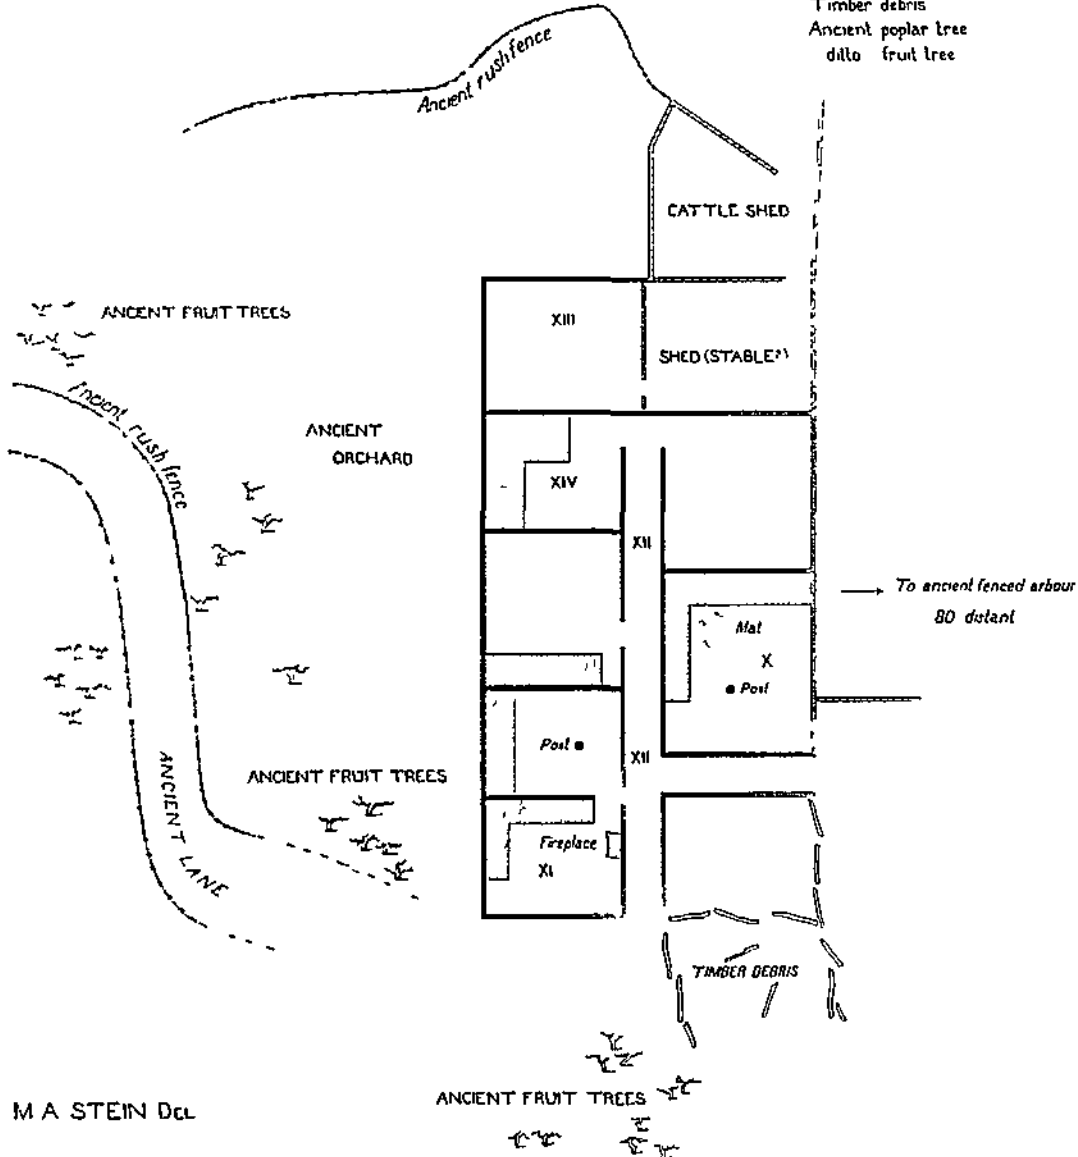 Timber debris
Ancient poplar tree
ditto fruit tree
Ancient rush fence
CATTLE SHED
ANCIENT FRUIT TREES
XIII
SHED (STABLE?)
Ancient rush fence
ANCIENT
ORCHARD
XIV
XII
To ancient fenced arbour
80 distant
Mat
X
Post
Post
XII
ANCIENT FRUIT TREES
ANCIENT LANE
Fireplace
XI
TIMBER DEBRIS
ANCIENT FRUIT TREES
M A STEIN DEL